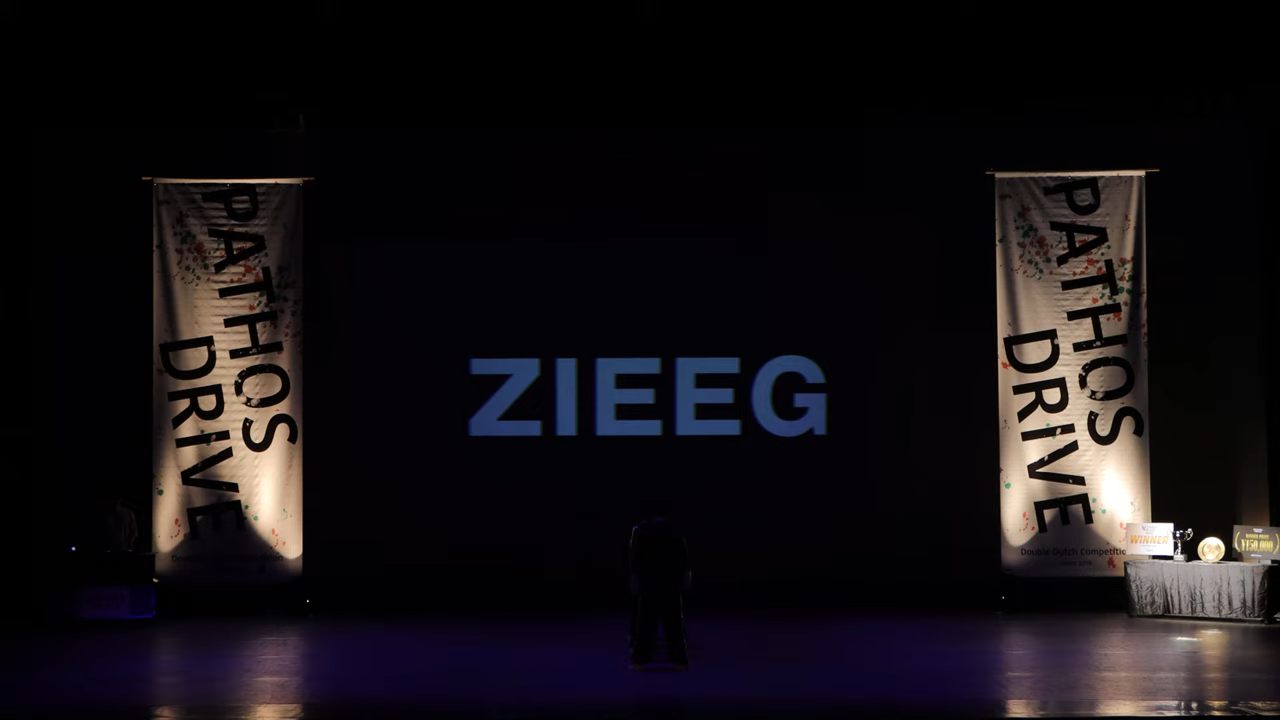 PATHOS
DRIVE
ZIEEG
PATHOS
DRIVE
Double Dutch Competition
WINNER
¥150,000